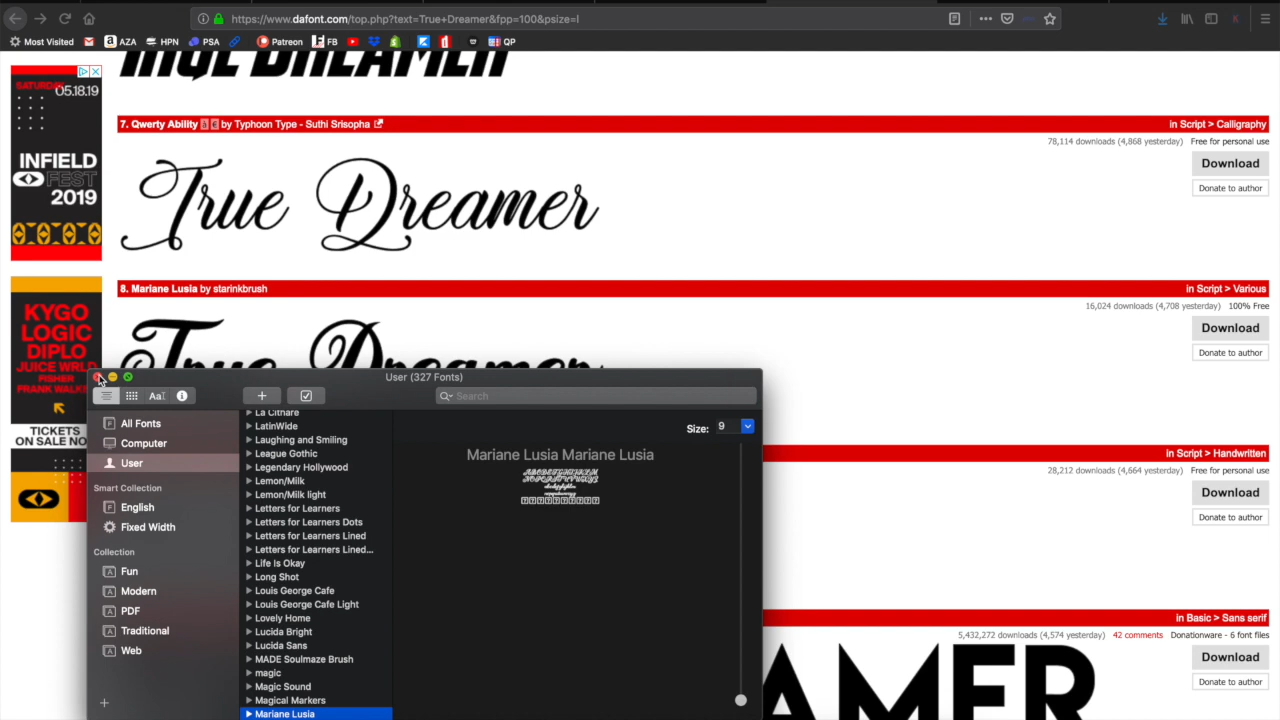 https://www.dafont.com/top.php?text=True+Dreamer&fpp=100&psize=l
Most Visited
AZA
HPN
PSA
Patreon
FB
QP
TRUE DREAMER
SATURDAY
05.18.19
INFIELD
FEST
2019
7. Qwerty Ability à € by Typhoon Type - Suthi Srisopha
in Script > Calligraphy
78,114 downloads (4,868 yesterday) Free for personal use
Download
Donate to author
True Dreamer
8. Mariane Lusia by starinkbrush
in Script > Various
16,024 downloads (4,708 yesterday) 100% Free
Download
Donate to author
True Dreamer
KYGO
LOGIC
DIPLO
JUICE WRLD
FISHER
TICKETS
in Script > Handwritten
28,212 downloads (4,664 yesterday)
Download
Donate to author
in Basic > Sans serif
5,432,272 downloads (4,574 yesterday) 42 comments Donationware - 6 font files
Download
Donate to author
AMER
User (327 Fonts)
Search
All Fonts
Computer
User
Smart Collection
English
Fixed Width
Collection
Fun
Modern
PDF
Traditional
Web
La Cithare
LatinWide
Laughing and Smiling
League Gothic
Legendary Hollywood
Lemon/Milk
Lemon/Milk light
Letters for Learners
Letters for Learners Dots
Letters for Learners Lined
Letters for Learners Lined...
Life Is Okay
Long Shot
Louis George Cafe
Louis George Cafe Light
Lovely Home
Lucida Bright
Lucida Sans
MADE Soulmaze Brush
magic
Magic Sound
Magical Markers
Mariane Lusia
Size: 9
Mariane Lusia Mariane Lusia